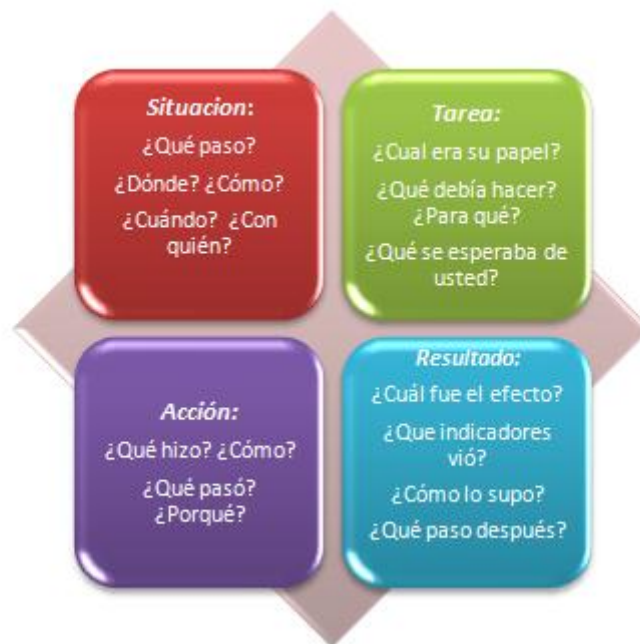 Situacion:
¿Qué paso?
¿Dónde? ¿Cómo?
¿Cuándo? ¿Con
quién?
Tarea:
¿Cual era su papel?
¿Qué debía hacer?
¿Para qué?
¿Qué se esperaba de
usted?
Acción:
¿Qué hizo? ¿Cómo?
¿Qué pasó?
¿Porqué?
Resultado:
¿Cuál fue el efecto?
¿Que indicadores
vió?
¿Cómo lo supo?
¿Qué paso después?